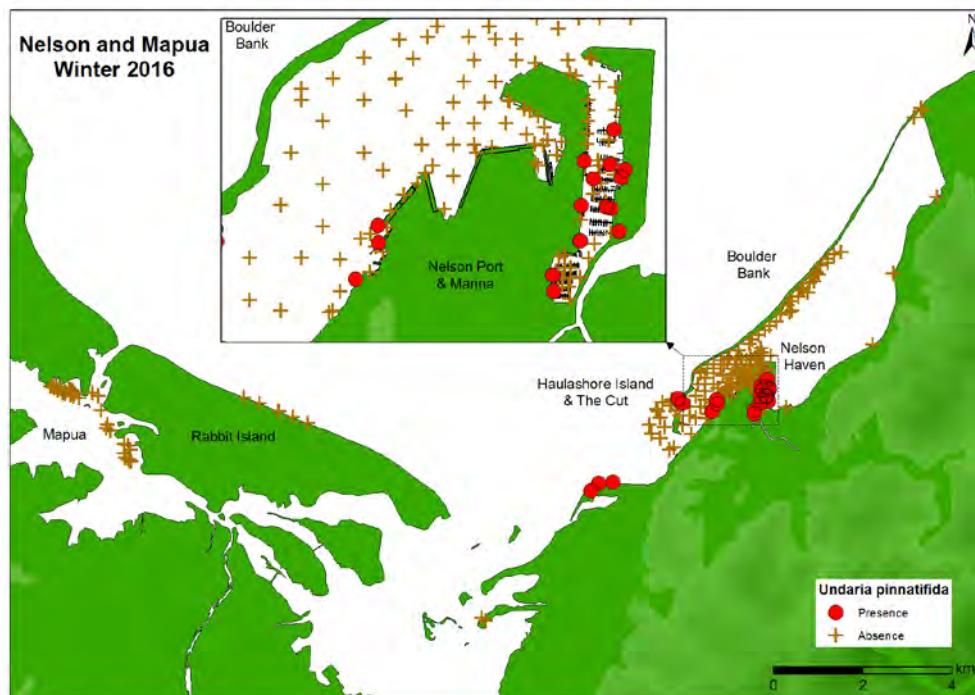 Nelson and Mapua
Winter 2016
Boulder
Bank
Nelson Port
& Marina
N
Boulder
Bank
Nelson
Haven
Haulashore Island
& The Cut
Mapua
Rabbit Island
Undaria pinnatifida
Presence
Absence
km
0 2 4